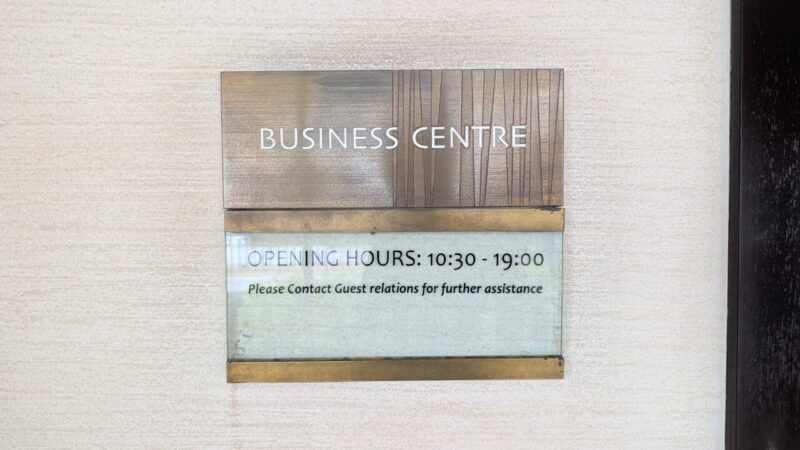 BUSINESS CENTRE
OPENING HOURS: 10:30 - 19:00
Please Contact Guest relations for further assistance